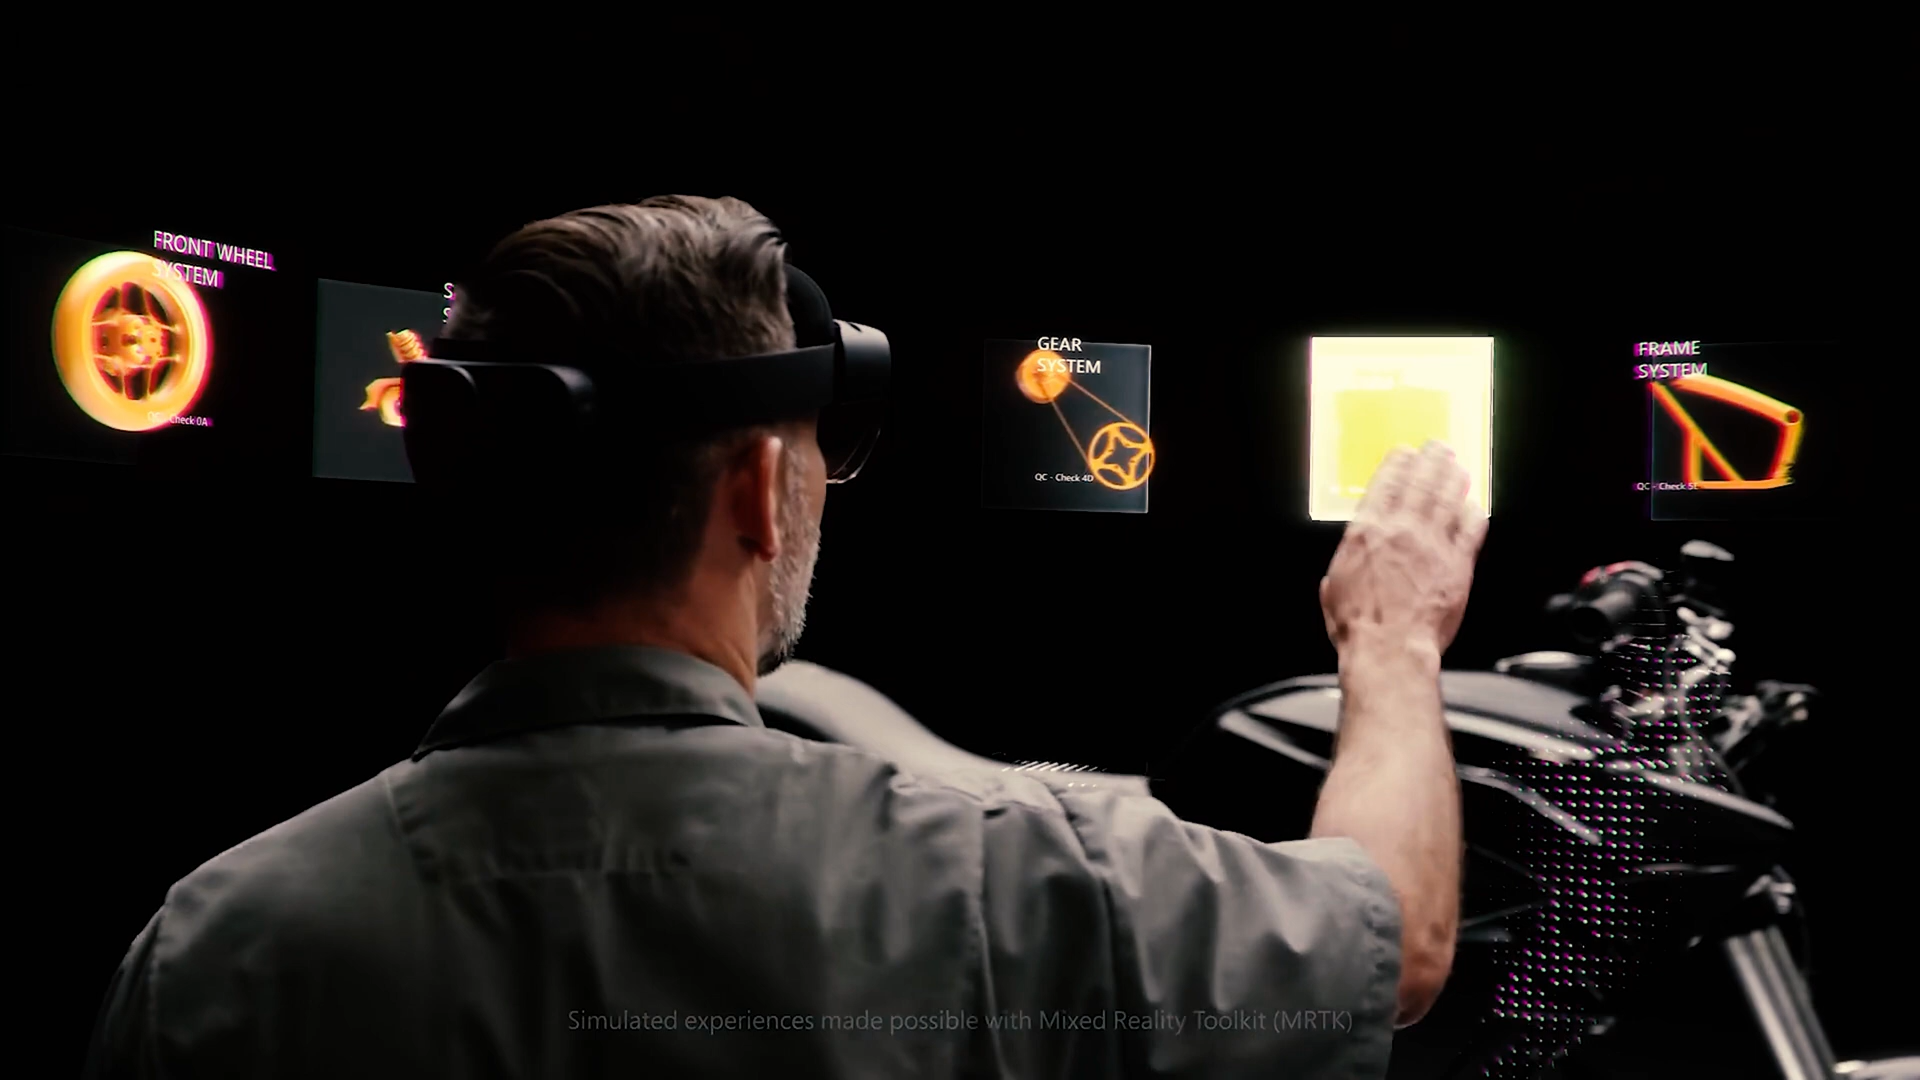 FRONT WHEEL
SYSTEM
Check 0A
GEAR
SYSTEM
QC - Check 4D
FRAME
SYSTEM
QC - Check 5E
Simulated experiences made possible with Mixed Reality Toolkit (MRTK)